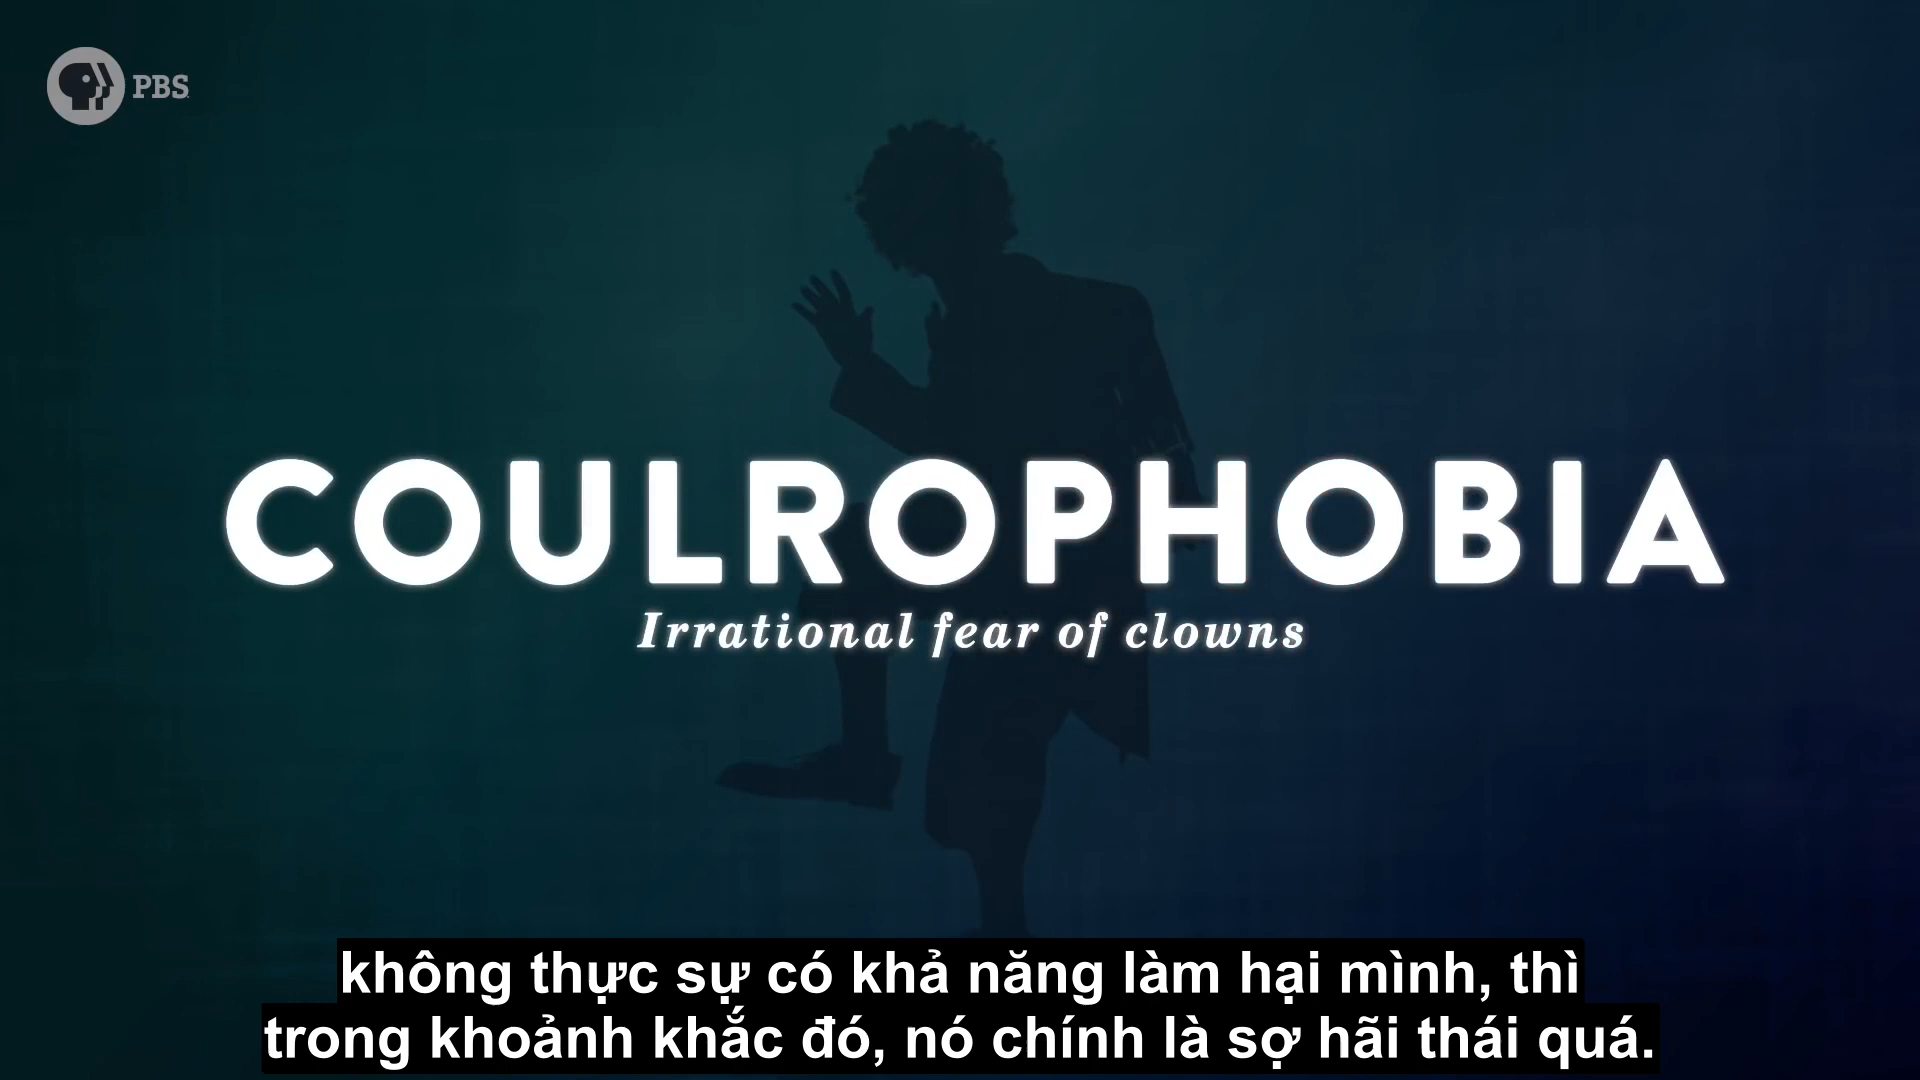 PBS
COULROPHOBIA
Irrational fear of clowns
không thực sự có khả năng làm hại mình, thì
trong khoảnh khắc đó, nó chính là sợ hãi thái quá.